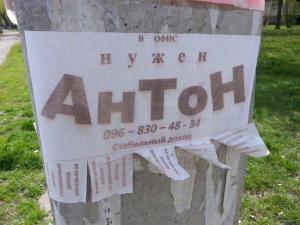 В ОФИС
нужен
АнТоН
096 – 830 – 48 - 34
Стабильный доход